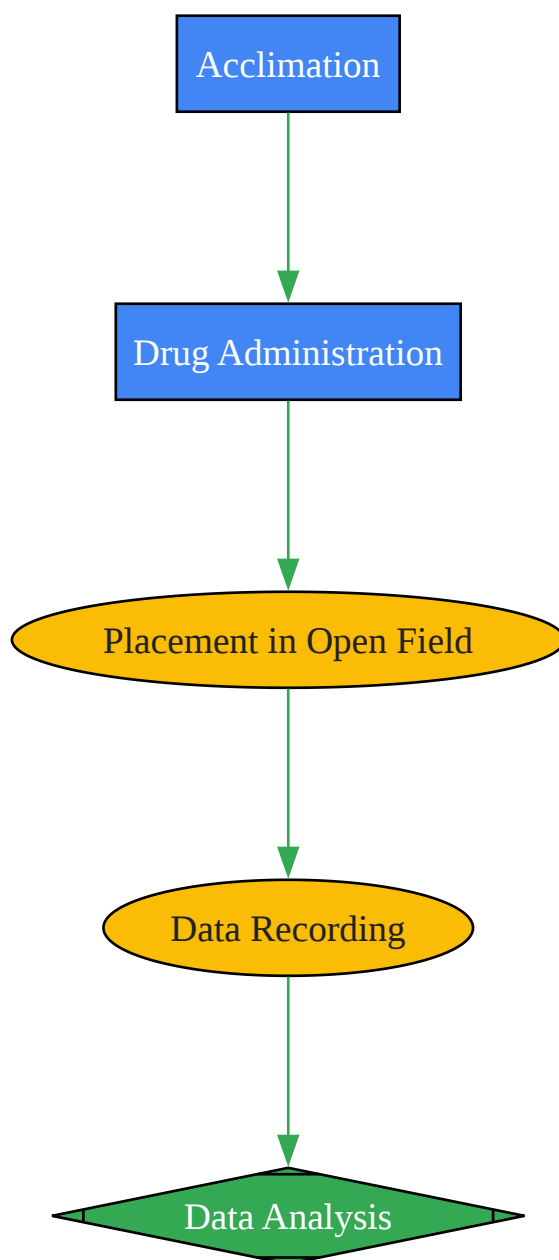 Acclimation
Drug Administration
Placement in Open Field
Data Recording
Data Analysis